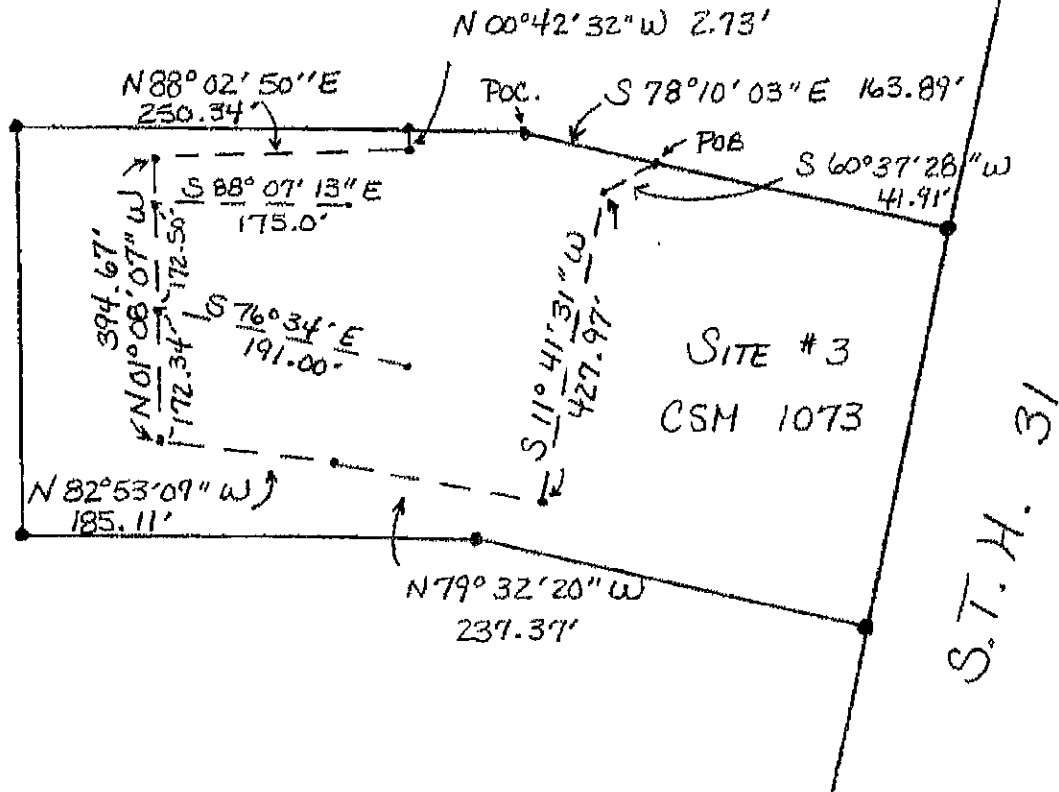 N 00°42'32" W 2.73'
N 88° 02' 50" E
250.34'
POC.
S 78°10' 03" E 163.89'
POB
S 60°37'28" W
41.91'
S 88° 07' 13" E
175.0'
394.67'
N 01° 08' 07" W
172.50'
172.34'
S 76° 34' E
191.00'
S 11° 41' 31" W
427.97'
SITE #3
CSM 1073
S.T.H. 31
N 82°53'07" W
185.11'
N 79° 32' 20" W
237.37'